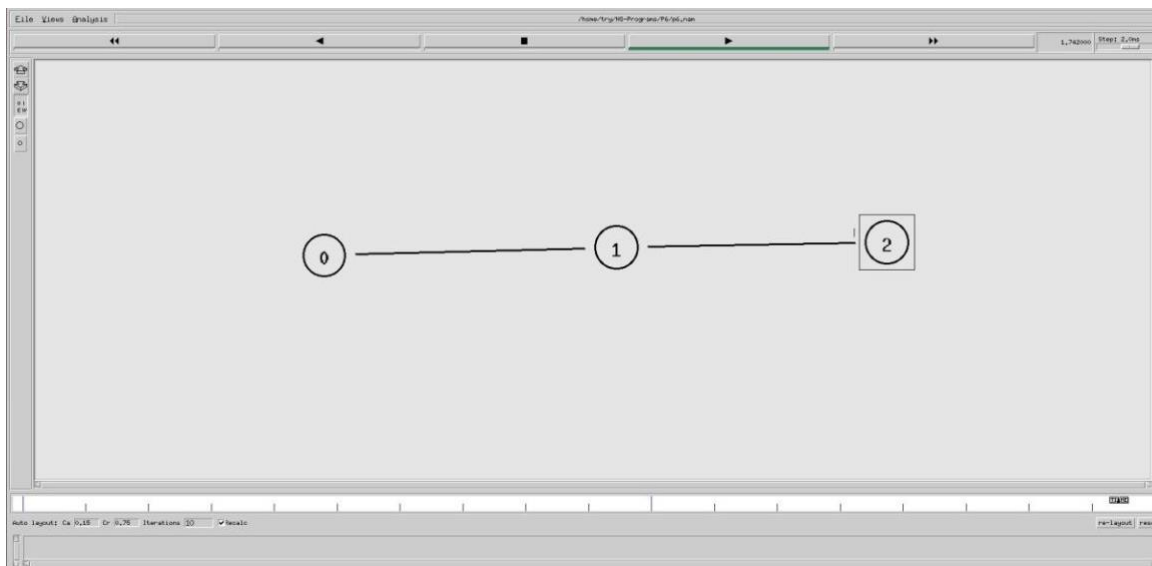 File Views Analysis /home/try/NS-Programs/P6/p6.nam
1.742000 Step: 2.0ms
0 1 2
Auto layout: Ca 0.15 Cr 0.75 Iterations 10 Recalc re-layout